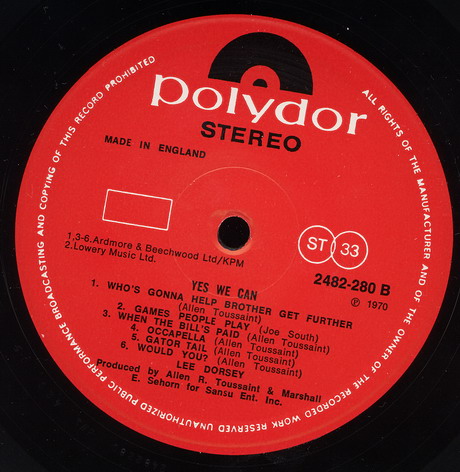 polydor
STEREO
MADE IN ENGLAND
ST 33
1,3-6.Ardmore & Beechwood Ltd/KPM
2.Lowery Music Ltd.
2482-280 B
℗ 1970
YES WE CAN
1. WHO'S GONNA HELP BROTHER GET FURTHER
(Allen Toussaint)
2. GAMES PEOPLE PLAY (Joe South)
3. WHEN THE BILL'S PAID (Allen Toussaint)
4. OCCAPELLA (Allen Toussaint)
5. GATOR TAIL (Allen Toussaint)
6. WOULD YOU? (Allen Toussaint)
LEE DORSEY
Produced by Allen R. Toussaint & Marshall
E. Sehorn for Sansu Ent. Inc.
ALL RIGHTS OF THE MANUFACTURER AND OF THE OWNER OF THE RECORDED WORK RESERVED UNAUTHORIZED PUBLIC PERFORMANCE BROADCASTING AND COPYING OF THIS RECORD PROHIBITED